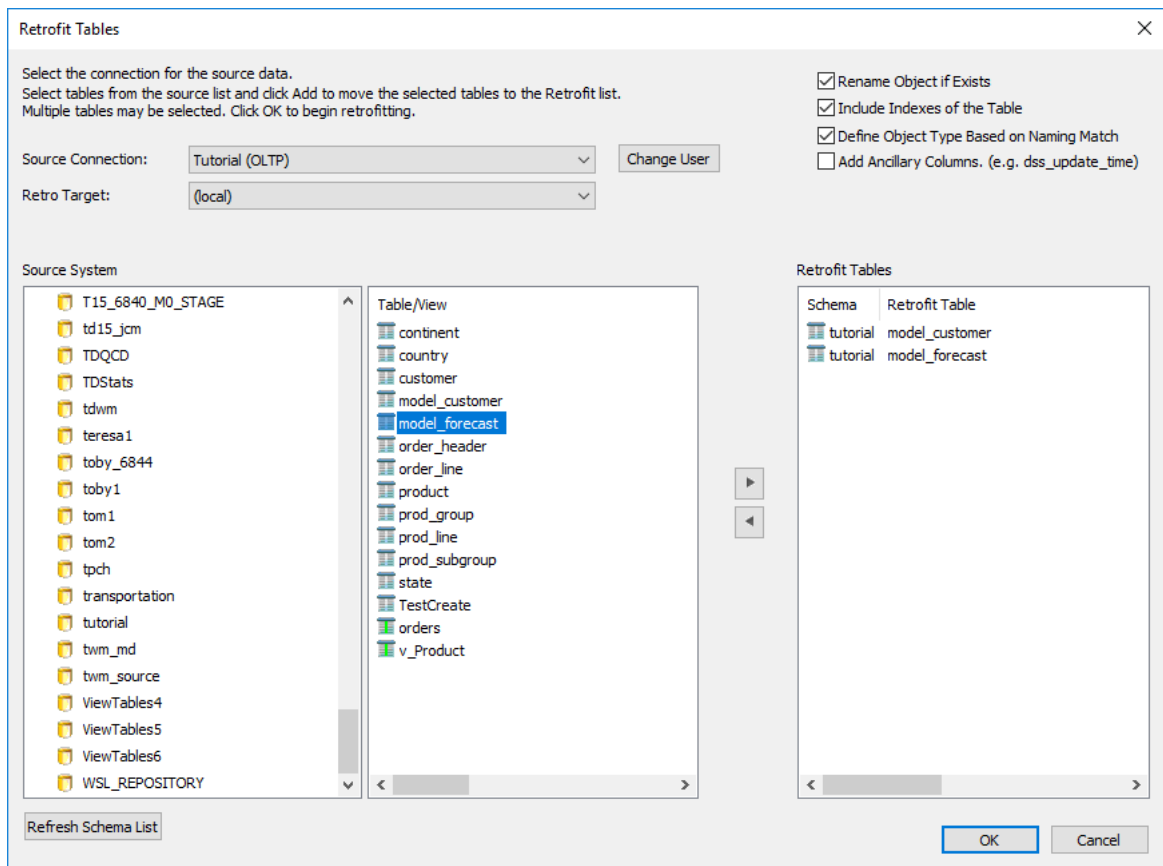 Retrofit Tables
Select the connection for the source data.
Select tables from the source list and click Add to move the selected tables to the Retrofit list.
Multiple tables may be selected. Click OK to begin retrofitting.
Rename Object if Exists
Include Indexes of the Table
Define Object Type Based on Naming Match
Add Ancillary Columns. (e.g. dss_update_time)
Source Connection:
Tutorial (OLTP)
Change User
Retro Target:
(local)
Source System
T15_6840_M0_STAGE
td15_jcm
TDQCD
TDStats
tdwm
teresa1
toby_6844
toby1
tom1
tom2
tpch
transportation
tutorial
twm_md
twm_source
ViewTables4
ViewTables5
ViewTables6
WSL_REPOSITORY
Table/View
continent
country
customer
model_customer
model_forecast
order_header
order_line
product
prod_group
prod_line
prod_subgroup
state
TestCreate
orders
v_Product
Retrofit Tables
Schema Retrofit Table
tutorial model_customer
tutorial model_forecast
Refresh Schema List
OK
Cancel